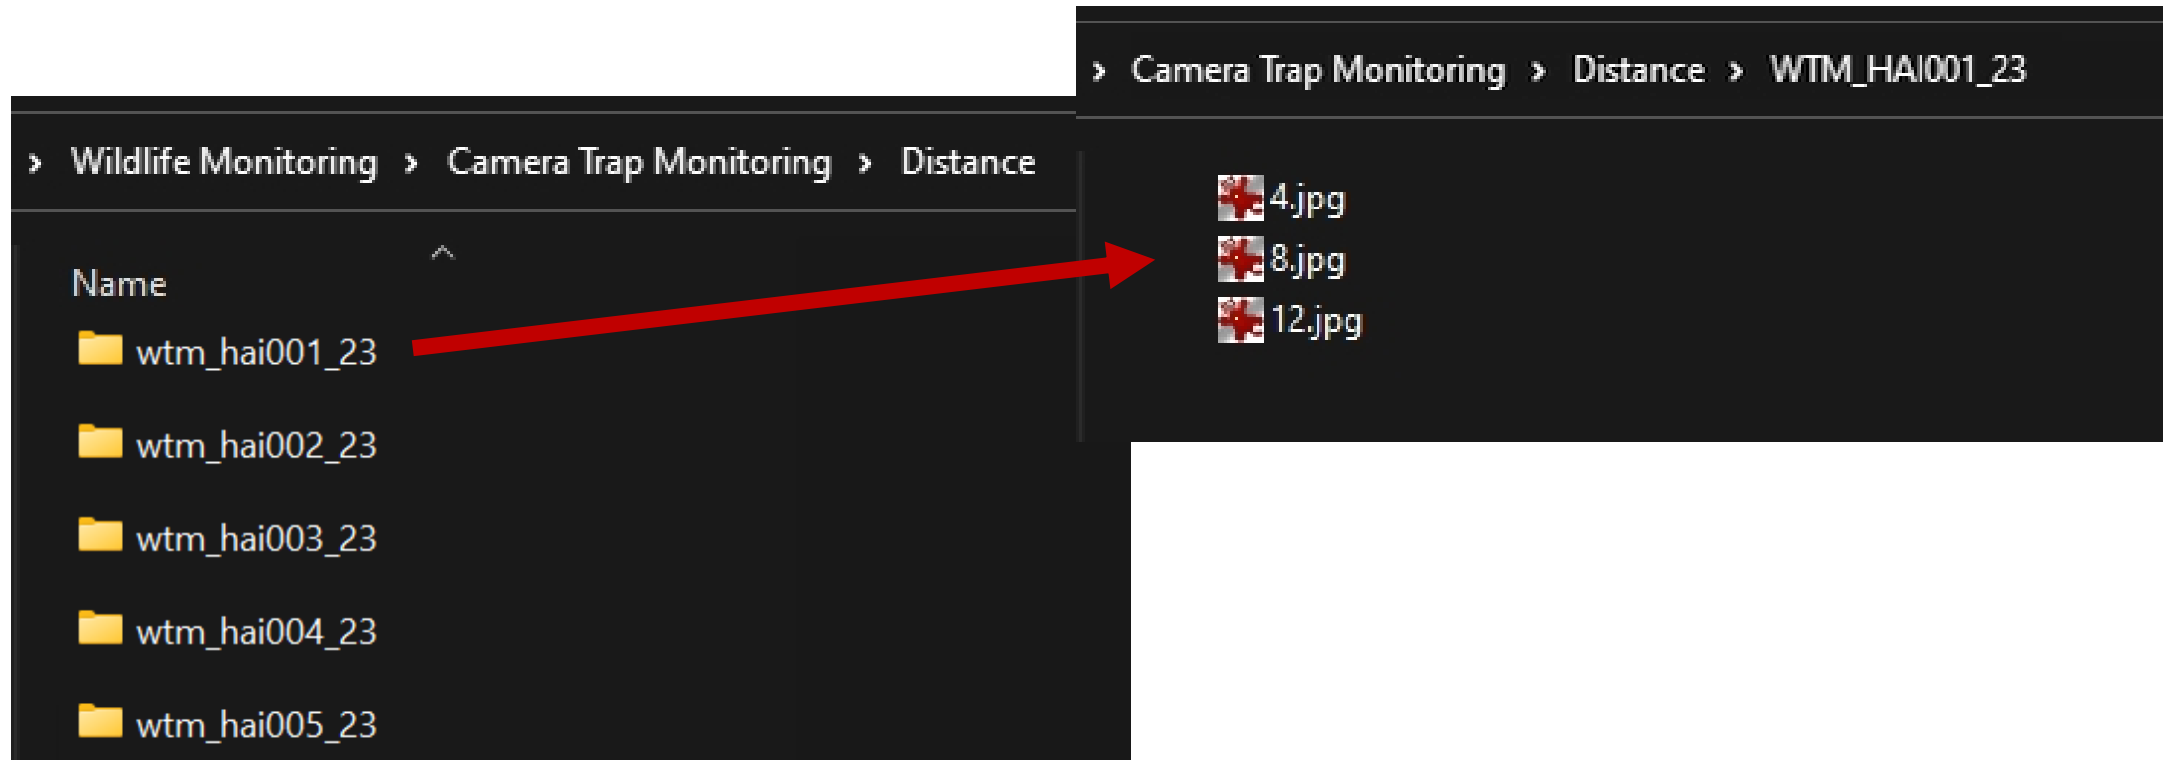 › Wildlife Monitoring › Camera Trap Monitoring › Distance
Name
wtm_hai001_23
wtm_hai002_23
wtm_hai003_23
wtm_hai004_23
wtm_hai005_23
› Camera Trap Monitoring › Distance › WTM_HAI001_23
4.jpg
8.jpg
12.jpg